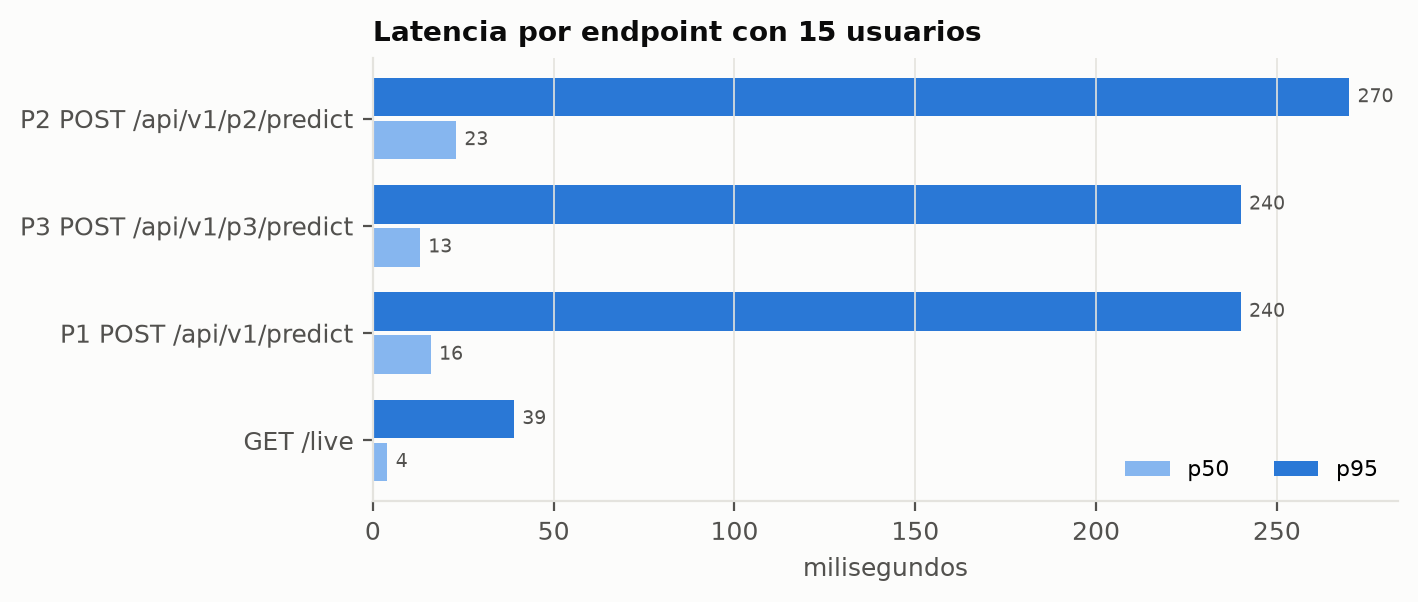 Latencia por endpoint con 15 usuarios
P2 POST /api/v1/p2/predict
270
23
P3 POST /api/v1/p3/predict
240
13
P1 POST /api/v1/predict
240
16
GET /live
39
4
p50 p95
0 50 100 150 200 250
milisegundos